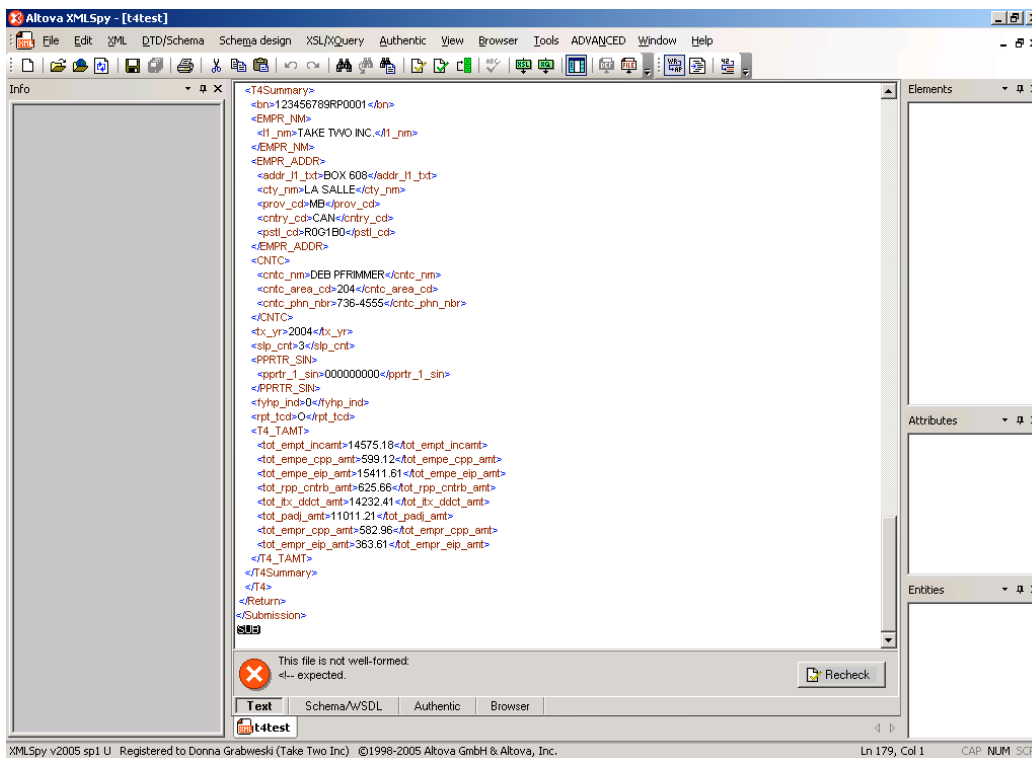 Altova XMLSpy - [t4test]
File Edit XML DTD/Schema Schema design XSL/XQuery Authentic View Browser Tools ADVANCED Window Help
Info
Elements
<T4Summary>
<bn>123456789RP0001</bn>
<EMPR_NM>
<l1_nm>TAKE TWO INC.</l1_nm>
</EMPR_NM>
<EMPR_ADDR>
<addr_l1_txt>BOX 608</addr_l1_txt>
<cty_nm>LA SALLE</cty_nm>
<prov_cd>MB</prov_cd>
<cntry_cd>CAN</cntry_cd>
<pstl_cd>R0G1B0</pstl_cd>
</EMPR_ADDR>
<CNTC>
<cntc_nm>DEB PFRIMMER</cntc_nm>
<cntc_area_cd>204</cntc_area_cd>
<cntc_phn_nbr>736-4555</cntc_phn_nbr>
</CNTC>
<tx_yr>2004</tx_yr>
<slp_cnt>3</slp_cnt>
<PPRTR_SIN>
<pprtr_1_sin>000000000</pprtr_1_sin>
</PPRTR_SIN>
<fyhp_ind>0</fyhp_ind>
<rpt_tcd>O</rpt_tcd>
<T4_TAMT>
<tot_empt_incamt>14575.18</tot_empt_incamt>
<tot_empe_cpp_amt>599.12</tot_empe_cpp_amt>
<tot_empe_eip_amt>15411.61</tot_empe_eip_amt>
<tot_rpp_cntrb_amt>625.66</tot_rpp_cntrb_amt>
<tot_itx_ddct_amt>14232.41</tot_itx_ddct_amt>
<tot_padj_amt>11011.21</tot_padj_amt>
<tot_empr_cpp_amt>582.96</tot_empr_cpp_amt>
<tot_empr_eip_amt>363.61</tot_empr_eip_amt>
</T4_TAMT>
</T4Summary>
</T4>
</Return>
</Submission>
SUB
Attributes
Entities
This file is not well-formed:
<!-- expected.
Recheck
Text Schema/WSDL Authentic Browser
t4test
XMLSpy v2005 sp1 U Registered to Donna Grabweski (Take Two Inc) ©1998-2005 Altova GmbH & Altova, Inc. Ln 179, Col 1 CAP NUM SCR